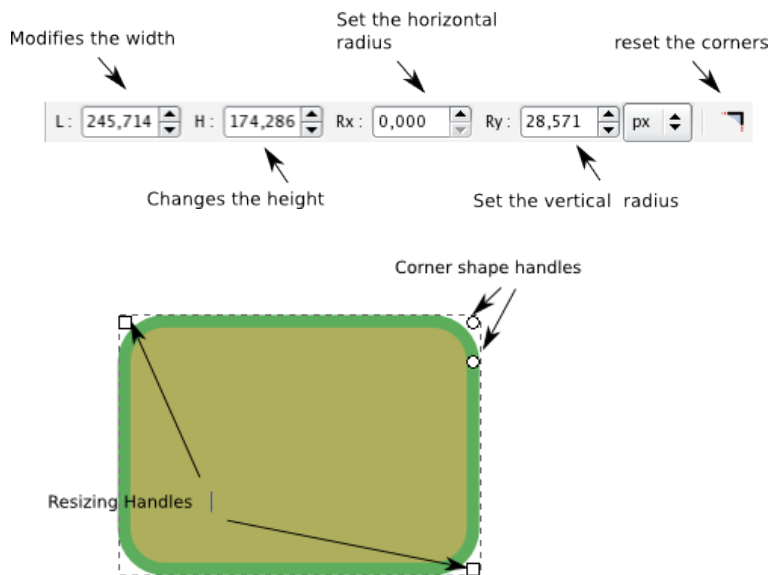 Modifies the width
Set the horizontal
radius
reset the corners
L: 245,714 H: 174,286 Rx: 0,000 Ry: 28,571 px
Changes the height
Set the vertical radius
Corner shape handles
Resizing Handles